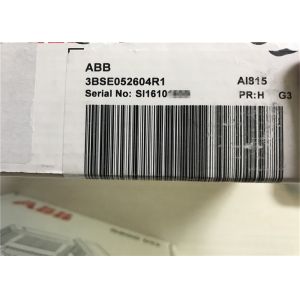 ABB
3BSE052604R1 AI815
Serial No: SI1610 PR:H G3
ABB